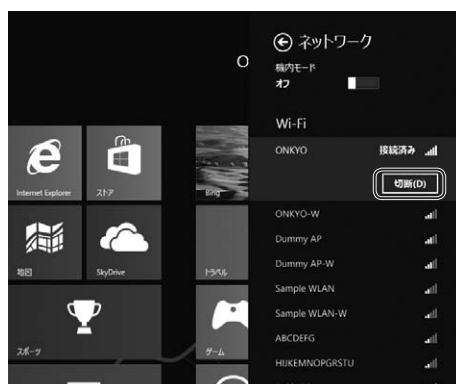 ネットワーク
機内モード
オフ
Wi-Fi
ONKYO 接続済み
切断(D)
ONKYO-W
Dummy AP
Dummy AP-W
Sample WLAN
Sample WLAN-W
ABCDEFG
HIJKEMNOPGRSTU
O
Internet Explorer
ストア
Bing
地図
SkyDrive
トラベル
スポーツ
ゲーム